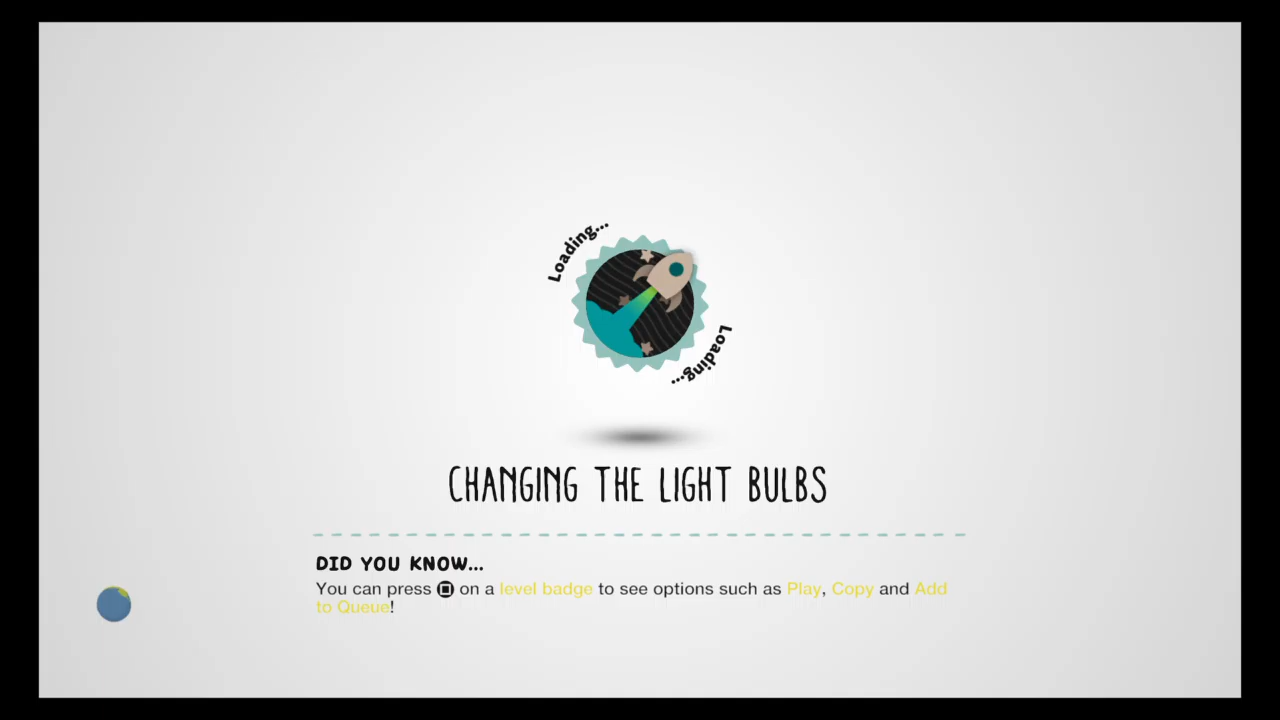 Loading...
Loading...
CHANGING THE LIGHT BULBS
DID YOU KNOW...
You can press on a level badge to see options such as Play, Copy and Add
to Queue!